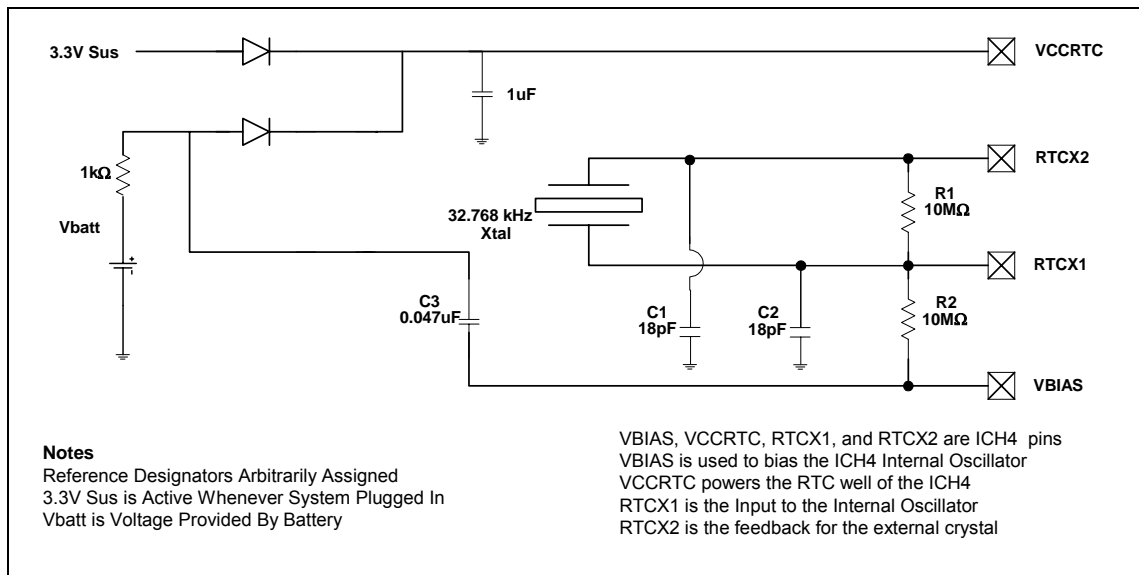 3.3V Sus
VCCRTC
1uF
RTCX2
1kΩ
R1
10MΩ
Vbatt
32.768 kHz
Xtal
+
-
RTCX1
C3
0.047uF
C1
18pF
C2
18pF
R2
10MΩ
VBIAS
Notes
Reference Designators Arbitrarily Assigned
3.3V Sus is Active Whenever System Plugged In
Vbatt is Voltage Provided By Battery
VBIAS, VCCRTC, RTCX1, and RTCX2 are ICH4 pins
VBIAS is used to bias the ICH4 Internal Oscillator
VCCRTC powers the RTC well of the ICH4
RTCX1 is the Input to the Internal Oscillator
RTCX2 is the feedback for the external crystal